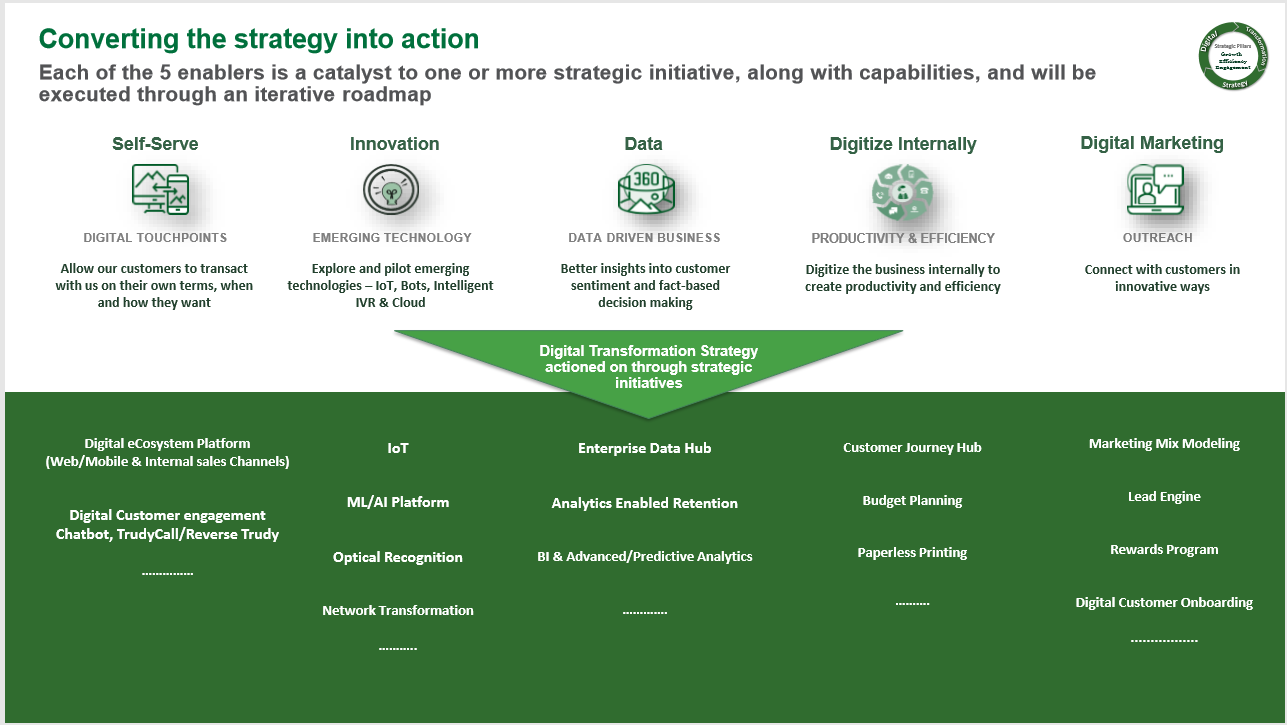 Converting the strategy into action
Each of the 5 enablers is a catalyst to one or more strategic initiative, along with capabilities, and will be
executed through an iterative roadmap
Digital
Transformation
Strategy
Strategic Pillars
Growth
Efficiency
Engagement
Self-Serve
DIGITAL TOUCHPOINTS
Allow our customers to transact
with us on their own terms, when
and how they want
Innovation
EMERGING TECHNOLOGY
Explore and pilot emerging
technologies – IoT, Bots, Intelligent
IVR & Cloud
Data
360
DATA DRIVEN BUSINESS
Better insights into customer
sentiment and fact-based
decision making
Digitize Internally
PRODUCTIVITY & EFFICIENCY
Digitize the business internally to
create productivity and efficiency
Digital Marketing
OUTREACH
Connect with customers in
innovative ways
Digital Transformation Strategy
actioned on through strategic
initiatives
Digital eCosystem Platform
(Web/Mobile & Internal sales Channels)
Digital Customer engagement
Chatbot, TrudyCall/Reverse Trudy
..............
IoT
ML/AI Platform
Optical Recognition
Network Transformation
...........
Enterprise Data Hub
Analytics Enabled Retention
BI & Advanced/Predictive Analytics
.............
Customer Journey Hub
Budget Planning
Paperless Printing
..........
Marketing Mix Modeling
Lead Engine
Rewards Program
Digital Customer Onboarding
.................